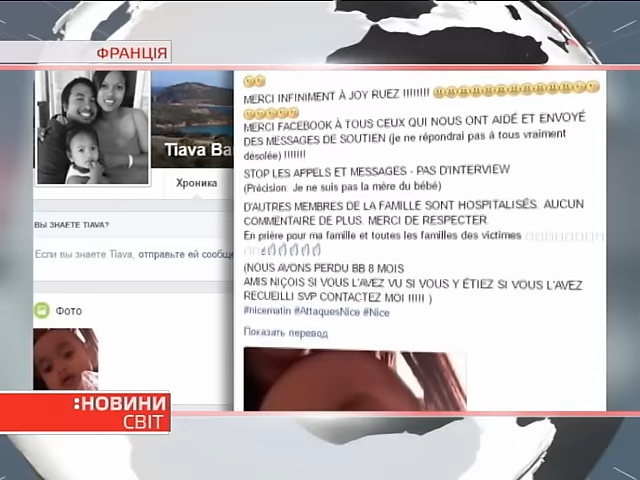 ФРАНЦІЯ
MERCI INFINIMENT À JOY RUEZ !!!!!!!!
MERCI FACEBOOK À TOUS CEUX QUI NOUS ONT AIDÉ ET ENVOYÉ
DES MESSAGES DE SOUTIEN (je ne répondrai pas à tous vraiment
désolée) !!!!!!!
STOP LES APPELS ET MESSAGES - PAS D'INTERVIEW
(Précision: Je ne suis pas la mère du bébé)
D'AUTRES MEMBRES DE LA FAMILLE SONT HOSPITALISÉS. AUCUN
COMMENTAIRE DE PLUS. MERCI DE RESPECTER.
En prière pour ma famille et toutes les familles des victimes
(NOUS AVONS PERDU BB 8 MOIS
AMIS NIÇOIS SI VOUS L'AVEZ VU SI VOUS Y ÉTIEZ SI VOUS L'AVEZ
RECUEILLI SVP CONTACTEZ MOI !!!!! )
#nicematin #AttaquesNice #Nice
Показать перевод
Tiava Ba
Хроника
ВЫ ЗНАЕТЕ TIAVA?
Если вы знаете Tiava, отправьте ей сообще
Фото
:НОВИНИ
СВІТ